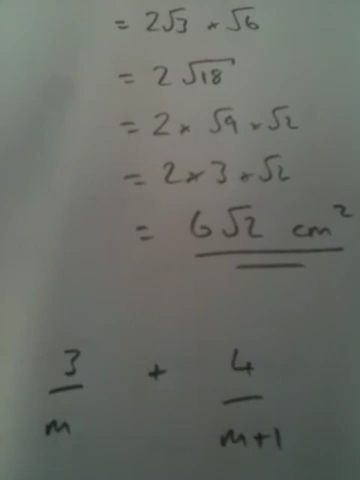 = 2√3 × √6
= 2 √18
= 2 × √9 × √2
= 2 × 3 × √2
= 6√2 cm²
3/m + 4/m+1